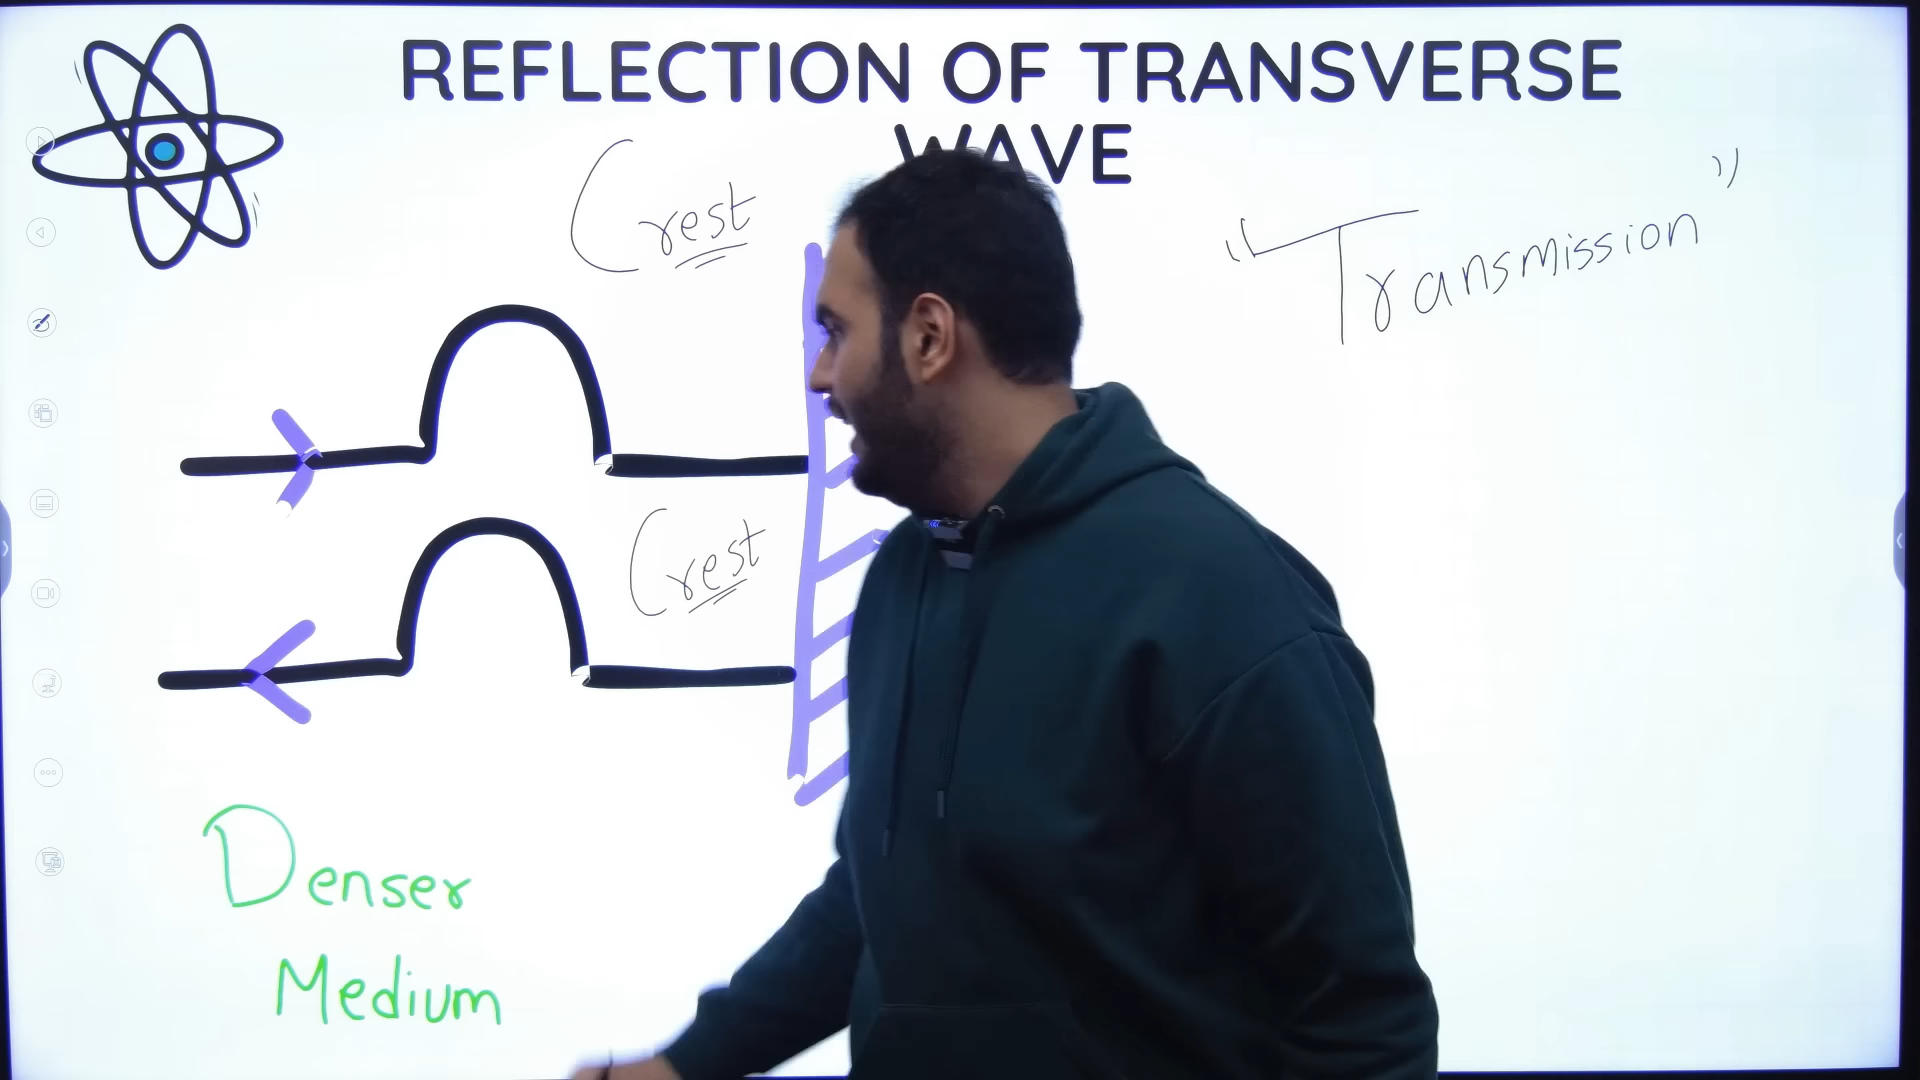 REFLECTION OF TRANSVERSE
WAVE
Crest
"Transmission"
Crest
Denser
Medium